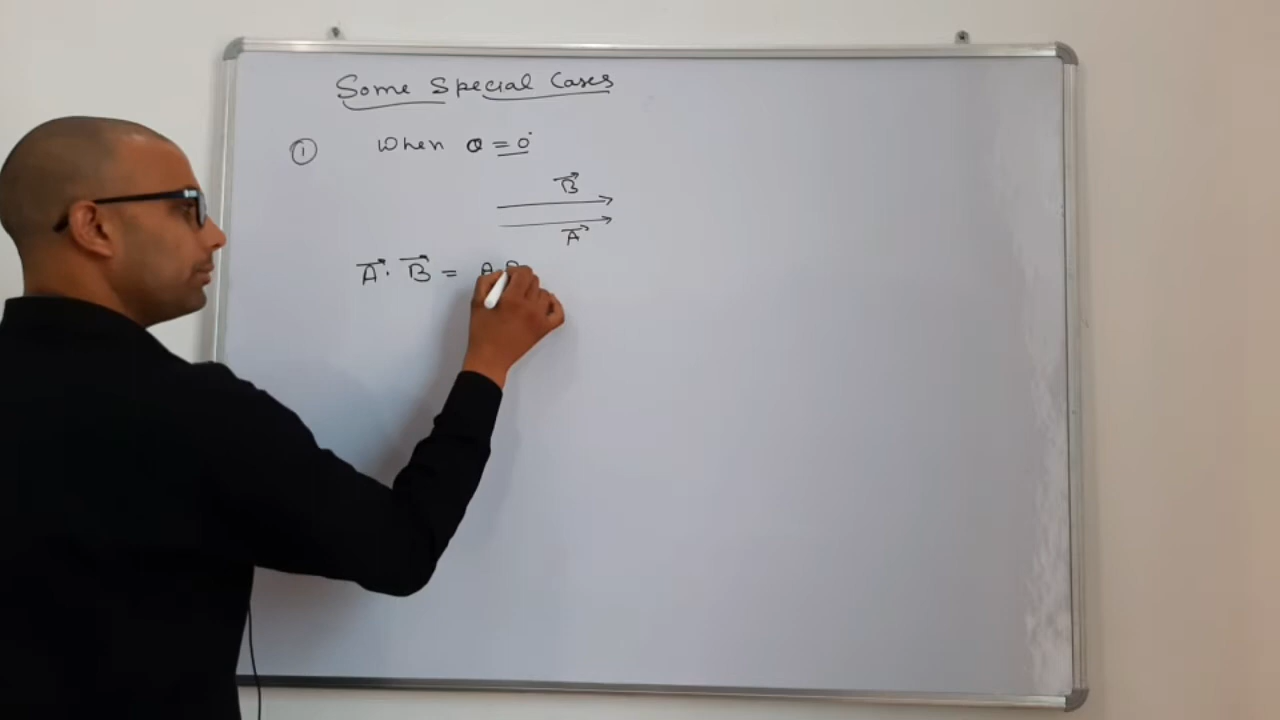 Some Special Cases
① When θ = 0°
B⃗
A⃗
A⃗ · B⃗ = A B